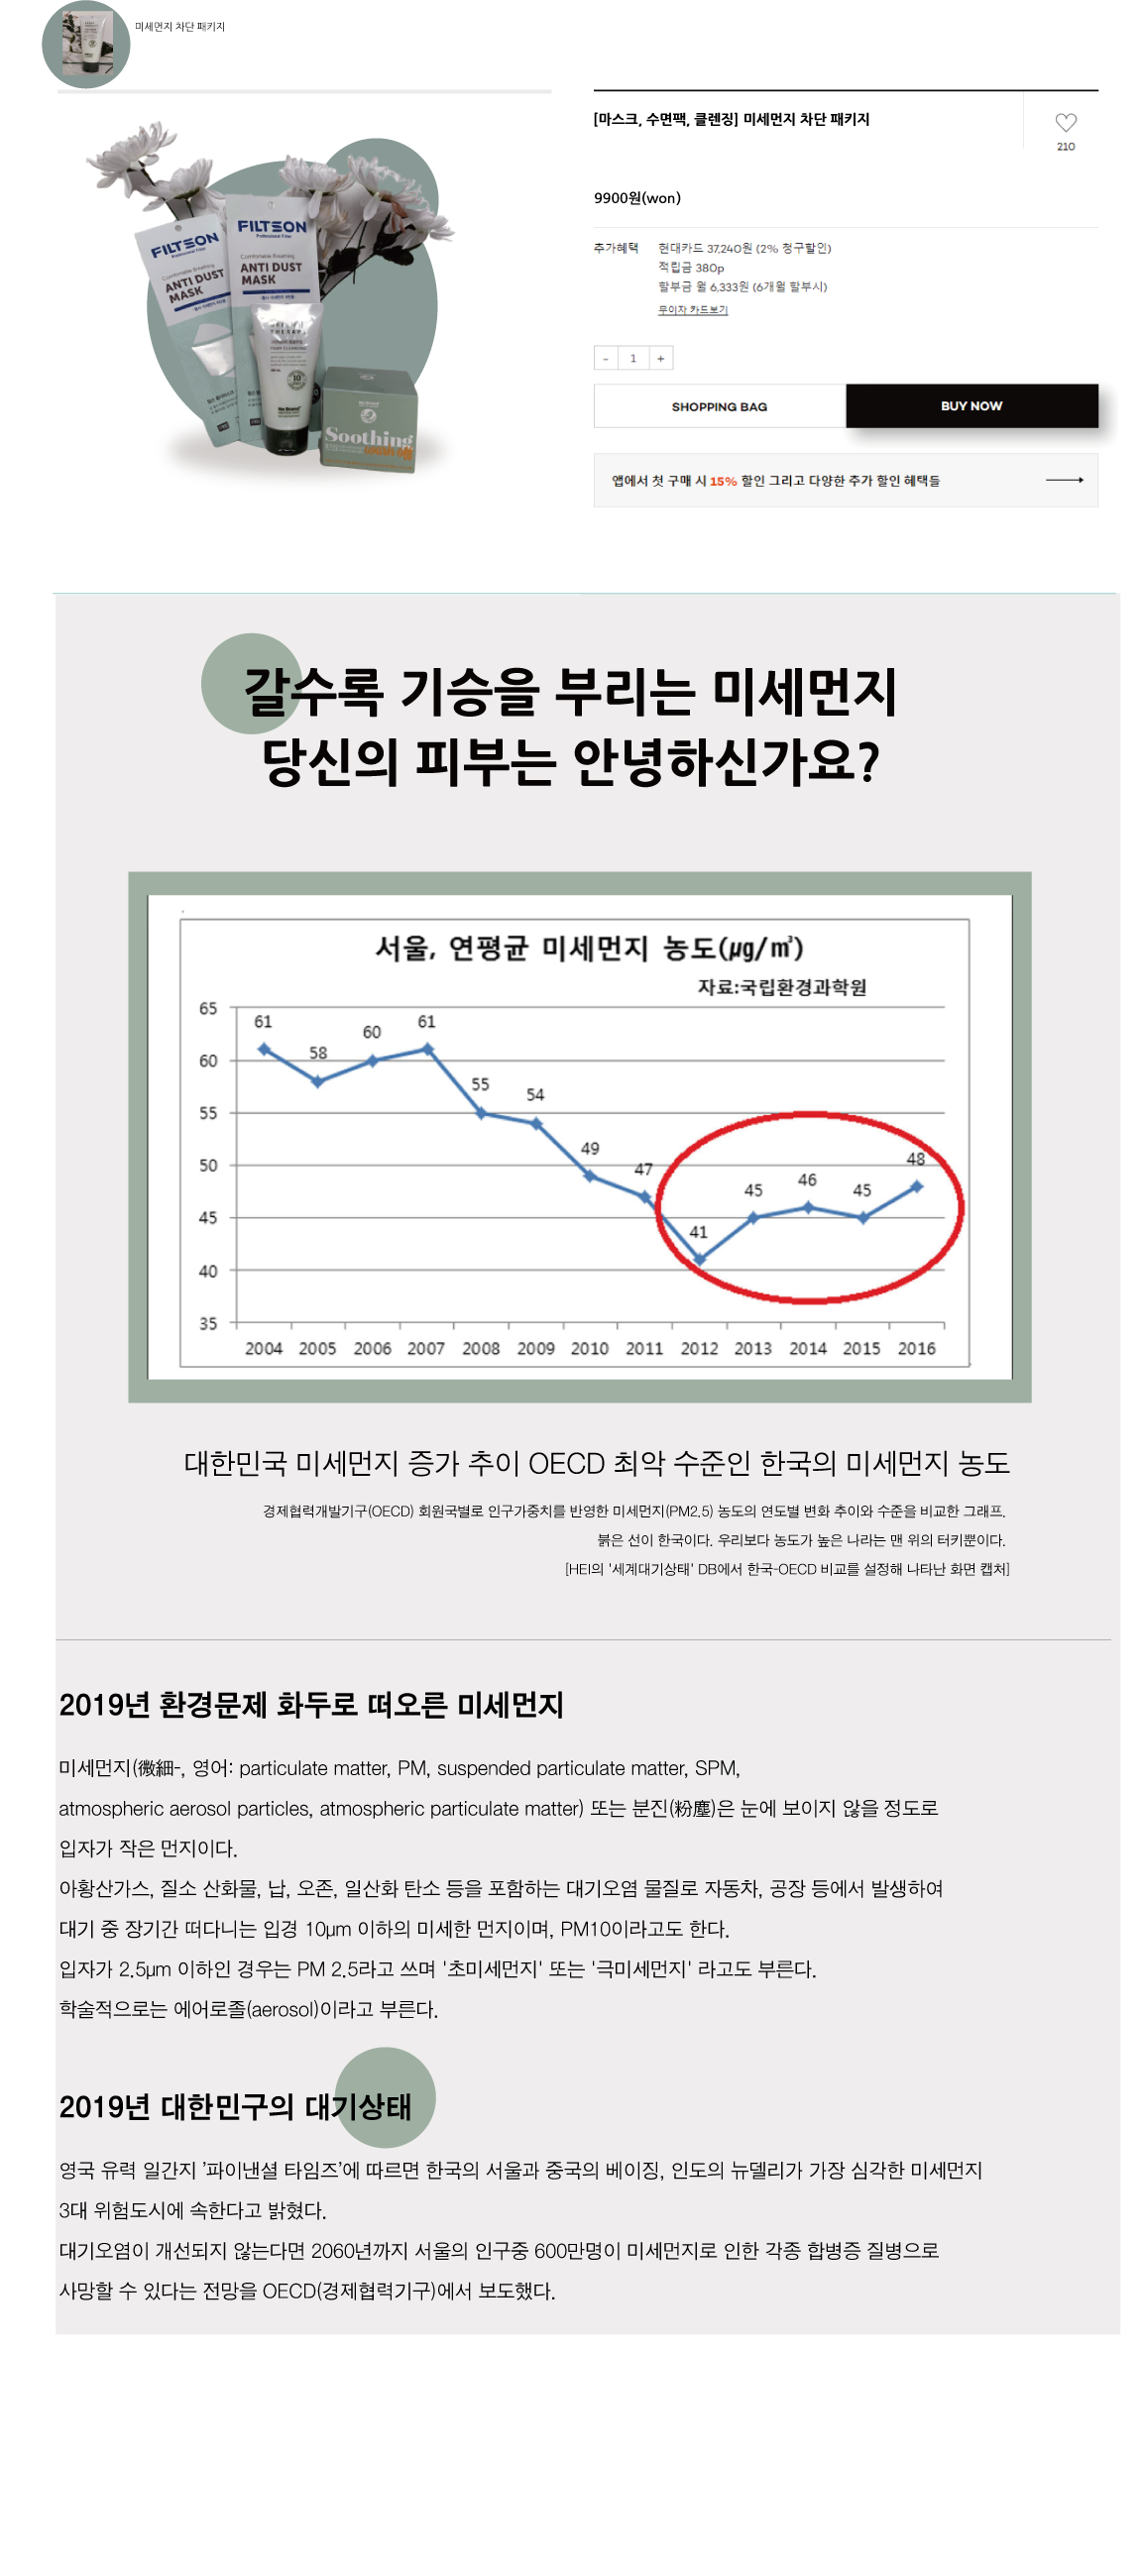 미세먼지 차단 패키지
FILTSON
Professional Filter
Comfortable Breathing
ANTI DUST
MASK
FILTSON
Professional Filter
Comfortable Breathing
ANTI DUST
MASK
THERAPY
FOAM CLEANSING
10
No Brand
Soothing
[마스크, 수면팩, 클렌징] 미세먼지 차단 패키지
210
9900원(won)
추가혜택
현대카드 37,240원 (2% 청구할인)
적립금 380p
할부금 월 6,333원 (6개월 할부시)
무이자 카드보기
- 1 +
SHOPPING BAG
BUY NOW
앱에서 첫 구매 시 15% 할인 그리고 다양한 추가 할인 혜택들
갈수록 기승을 부리는 미세먼지
당신의 피부는 안녕하신가요?
서울, 연평균 미세먼지 농도(㎍/㎥)
자료:국립환경과학원
65
60
55
50
45
40
35
61
58
60
61
55
54
49
47
41
45
46
45
48
2004 2005 2006 2007 2008 2009 2010 2011 2012 2013 2014 2015 2016
대한민국 미세먼지 증가 추이 OECD 최악 수준인 한국의 미세먼지 농도
경제협력개발기구(OECD) 회원국별로 인구가중치를 반영한 미세먼지(PM2.5) 농도의 연도별 변화 추이와 수준을 비교한 그래프.
붉은 선이 한국이다. 우리보다 농도가 높은 나라는 맨 위의 터키뿐이다.
[HEI의 '세계대기상태' DB에서 한국-OECD 비교를 설정해 나타난 화면 캡처]
2019년 환경문제 화두로 떠오른 미세먼지
미세먼지(微細-, 영어: particulate matter, PM, suspended particulate matter, SPM,
atmospheric aerosol particles, atmospheric particulate matter) 또는 분진(粉塵)은 눈에 보이지 않을 정도로
입자가 작은 먼지이다.
아황산가스, 질소 산화물, 납, 오존, 일산화 탄소 등을 포함하는 대기오염 물질로 자동차, 공장 등에서 발생하여
대기 중 장기간 떠다니는 입경 10μm 이하의 미세한 먼지이며, PM10이라고도 한다.
입자가 2.5μm 이하인 경우는 PM 2.5라고 쓰며 '초미세먼지' 또는 '극미세먼지' 라고도 부른다.
학술적으로는 에어로졸(aerosol)이라고 부른다.
2019년 대한민구의 대기상태
영국 유력 일간지 ’파이낸셜 타임즈’에 따르면 한국의 서울과 중국의 베이징, 인도의 뉴델리가 가장 심각한 미세먼지
3대 위험도시에 속한다고 밝혔다.
대기오염이 개선되지 않는다면 2060년까지 서울의 인구중 600만명이 미세먼지로 인한 각종 합병증 질병으로
사망할 수 있다는 전망을 OECD(경제협력기구)에서 보도했다.